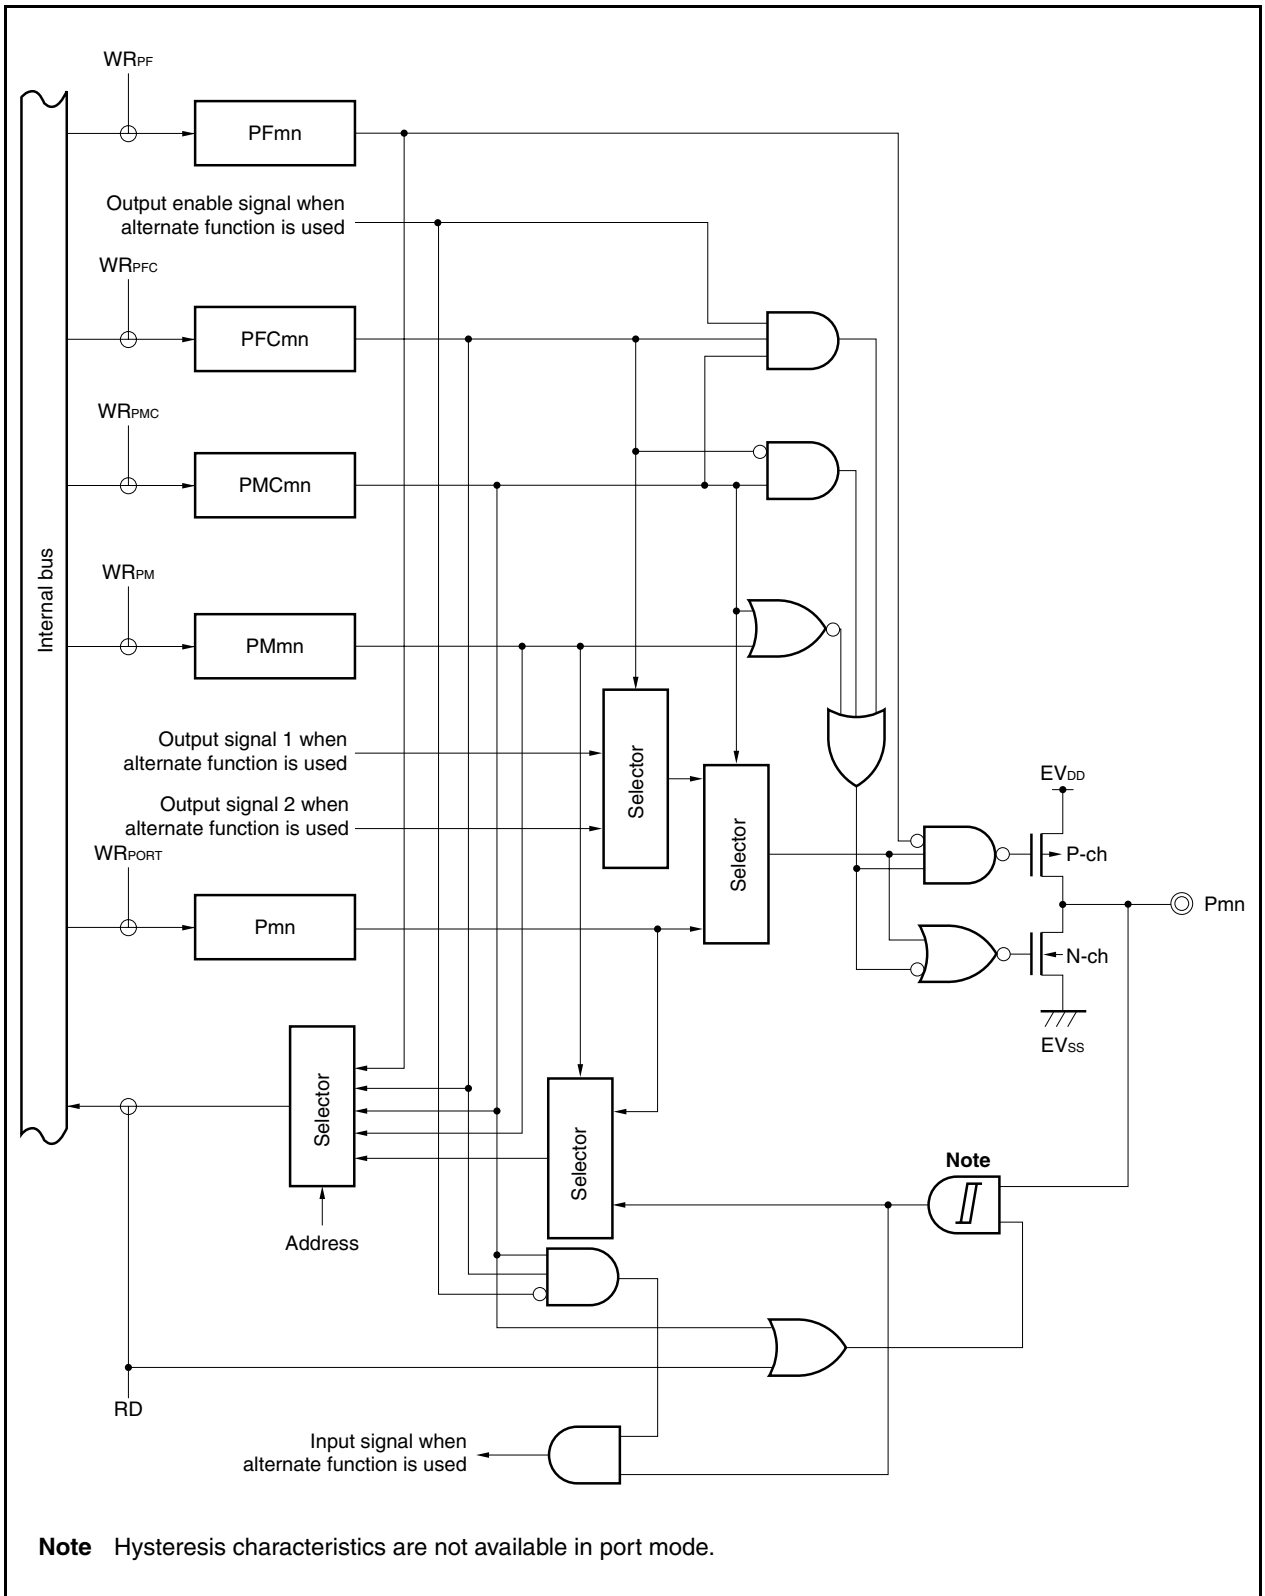 WRPF
PFmn
Output enable signal when
alternate function is used
WRPFC
PFCmn
WRPMC
PMCmn
Internal bus
WRPM
PMmn
Output signal 1 when
alternate function is used
Selector
Output signal 2 when
alternate function is used
Selector
EVDD
P-ch
WRPORT
Pmn
Pmn
N-ch
EVSS
Selector
Selector
Note
Address
RD
Input signal when
alternate function is used
Note Hysteresis characteristics are not available in port mode.